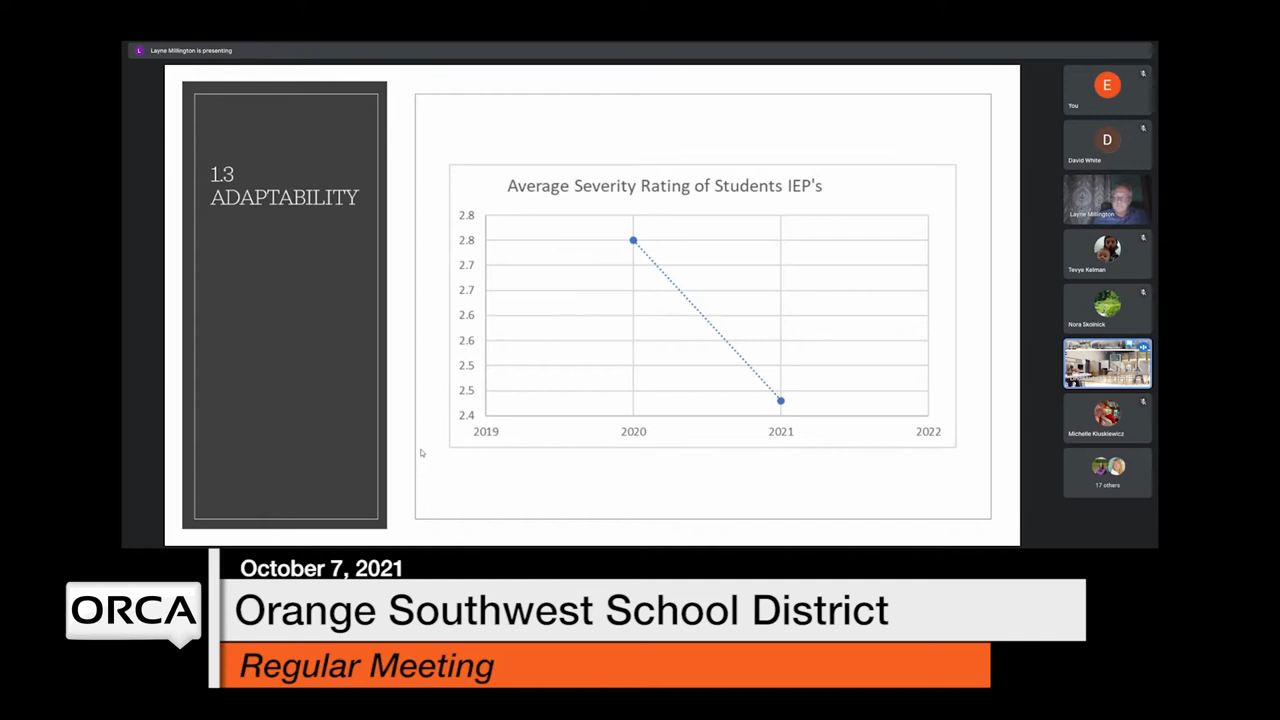 L
Layne Millington is presenting
1.3
ADAPTABILITY
Average Severity Rating of Students IEP's
2.8
2.8
2.7
2.7
2.6
2.6
2.5
2.5
2.4
2019
2020
2021
2022
E
You
D
David White
Layne Millington
Tevya Kelman
Nora Skolnick
Michelle Kluskiewicz
17 others
October 7, 2021
ORCA
Orange Southwest School District
Regular Meeting